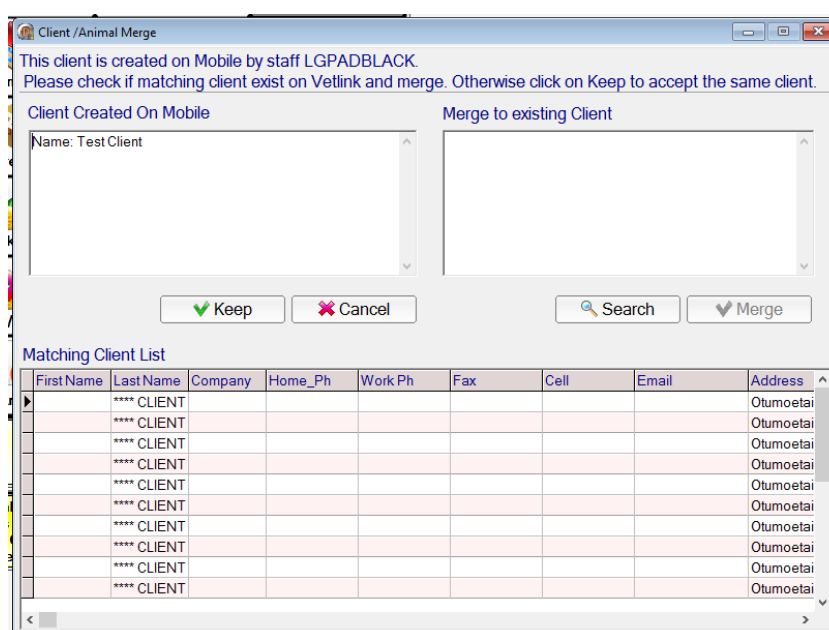 Client /Animal Merge
This client is created on Mobile by staff LGPADBLACK.
Please check if matching client exist on Vetlink and merge. Otherwise click on Keep to accept the same client.
Client Created On Mobile Merge to existing Client
Name: Test Client
Keep Cancel Search Merge
Matching Client List
First Name Last Name Company Home_Ph Work Ph Fax Cell Email Address
**** CLIENT Otumoetai
**** CLIENT Otumoetai
**** CLIENT Otumoetai
**** CLIENT Otumoetai
**** CLIENT Otumoetai
**** CLIENT Otumoetai
**** CLIENT Otumoetai
**** CLIENT Otumoetai
**** CLIENT Otumoetai
**** CLIENT Otumoetai